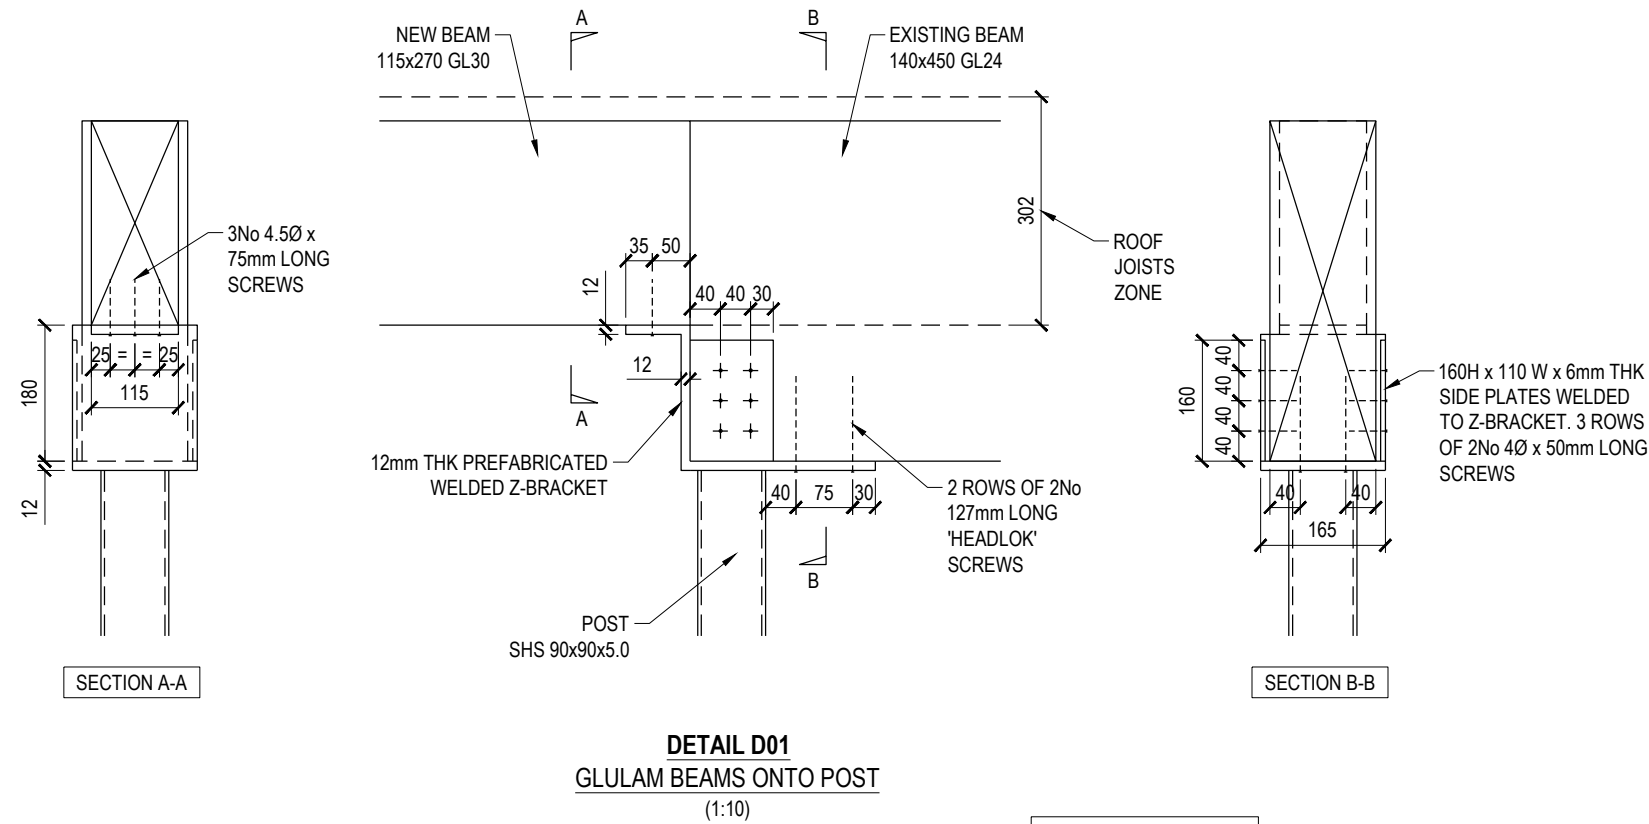 A
B
NEW BEAM
115x270 GL30
EXISTING BEAM
140x450 GL24
3No 4.5Ø x
75mm LONG
SCREWS
302
ROOF
JOISTS
ZONE
35
50
12
40
40
30
12
25
=
=
25
115
180
12
A
12mm THK PREFABRICATED
WELDED Z-BRACKET
40
75
30
2 ROWS OF 2No
127mm LONG
'HEADLOK'
SCREWS
B
POST
SHS 90x90x5.0
160
40
40
40
40
160H x 110 W x 6mm THK
SIDE PLATES WELDED
TO Z-BRACKET. 3 ROWS
OF 2No 4Ø x 50mm LONG
SCREWS
40
40
165
SECTION A-A
SECTION B-B
DETAIL D01
GLULAM BEAMS ONTO POST
(1:10)